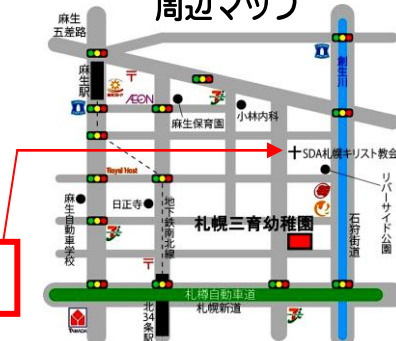 周辺マップ
麻生
五差路
麻生駅
AEON
麻生保育園
小林内科
創生川
SDA札幌キリスト教会
リバーサイド公園
Royal Host
麻生自動車学校
日正寺
地下鉄南北線
札幌三育幼稚園
石狩街道
札樽自動車道
札幌新道
北34条駅
YAMADA